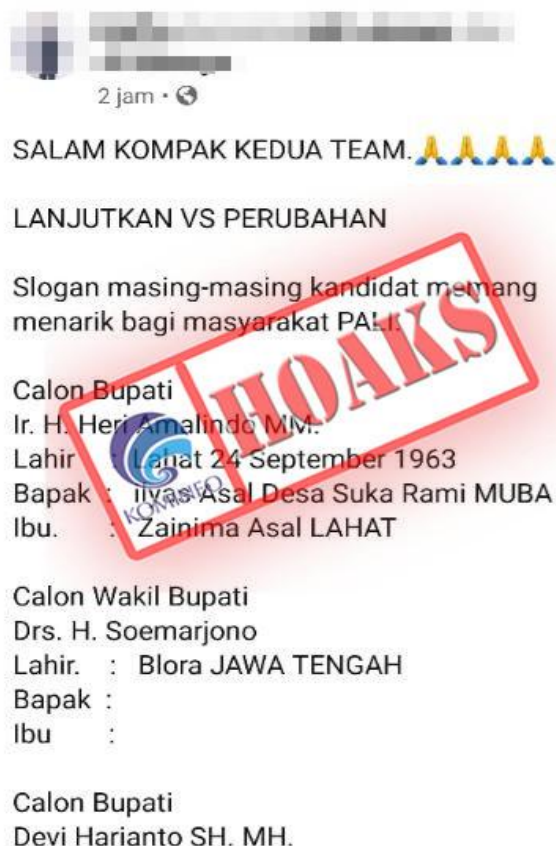 2 jam ·
SALAM KOMPAK KEDUA TEAM.🙏🙏🙏🙏
LANJUTKAN VS PERUBAHAN
Slogan masing-masing kandidat memang
menarik bagi masyarakat PALI.
HOAKS
KOMINFO
Calon Bupati
Ir. H. Heri Amalindo MM.
Lahir : Lahat 24 September 1963
Bapak : ilyas Asal Desa Suka Rami MUBA
Ibu. : Zainima Asal LAHAT
Calon Wakil Bupati
Drs. H. Soemarjono
Lahir. : Blora JAWA TENGAH
Bapak :
Ibu :
Calon Bupati
Devi Harianto SH. MH.